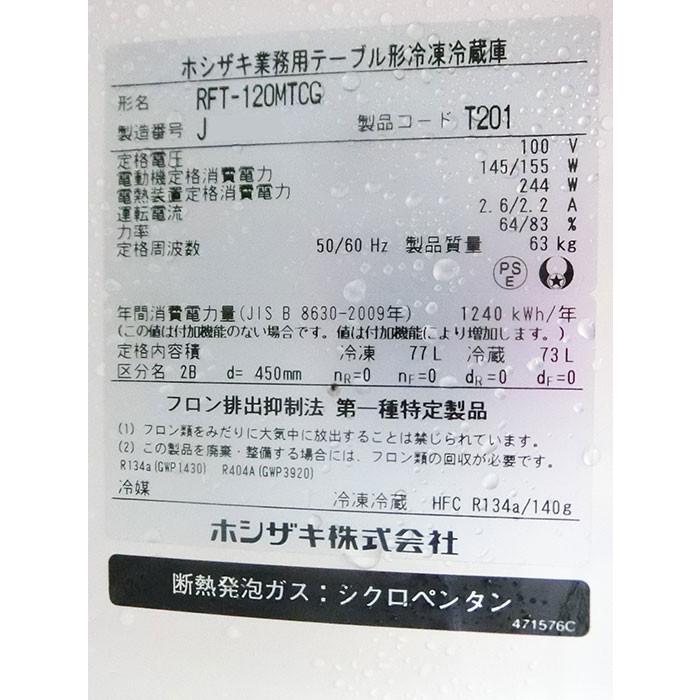 ホシザキ業務用テーブル形冷凍冷蔵庫
形名 RFT-120MTCG
製造番号 J 製品コード T201
定格電圧 100 V
電動機定格消費電力 145/155 W
電熱装置定格消費電力 244 W
運転電流 2.6/2.2 A
力率 64/83 %
定格周波数 50/60 Hz 製品質量 63 kg
PSE
年間消費電力量(JIS B 8630-2009年) 1240 kWh/年
(この値は付加機能のない場合です。値は付加機能により増加します。)
定格内容積 冷凍 77L 冷蔵 73L
区分名 2B d= 450mm nR=0 nF=0 dR=0 dF=0
フロン排出抑制法 第一種特定製品
(1) フロン類をみだりに大気中に放出することは禁じられています。
(2) この製品を廃棄・整備する場合には、フロン類の回収が必要です。
R134a(GWP1430) R404A(GWP3920)
冷媒 冷凍冷蔵 HFC R134a/140g
ホシザキ株式会社
断熱発泡ガス：シクロペンタン
471576C